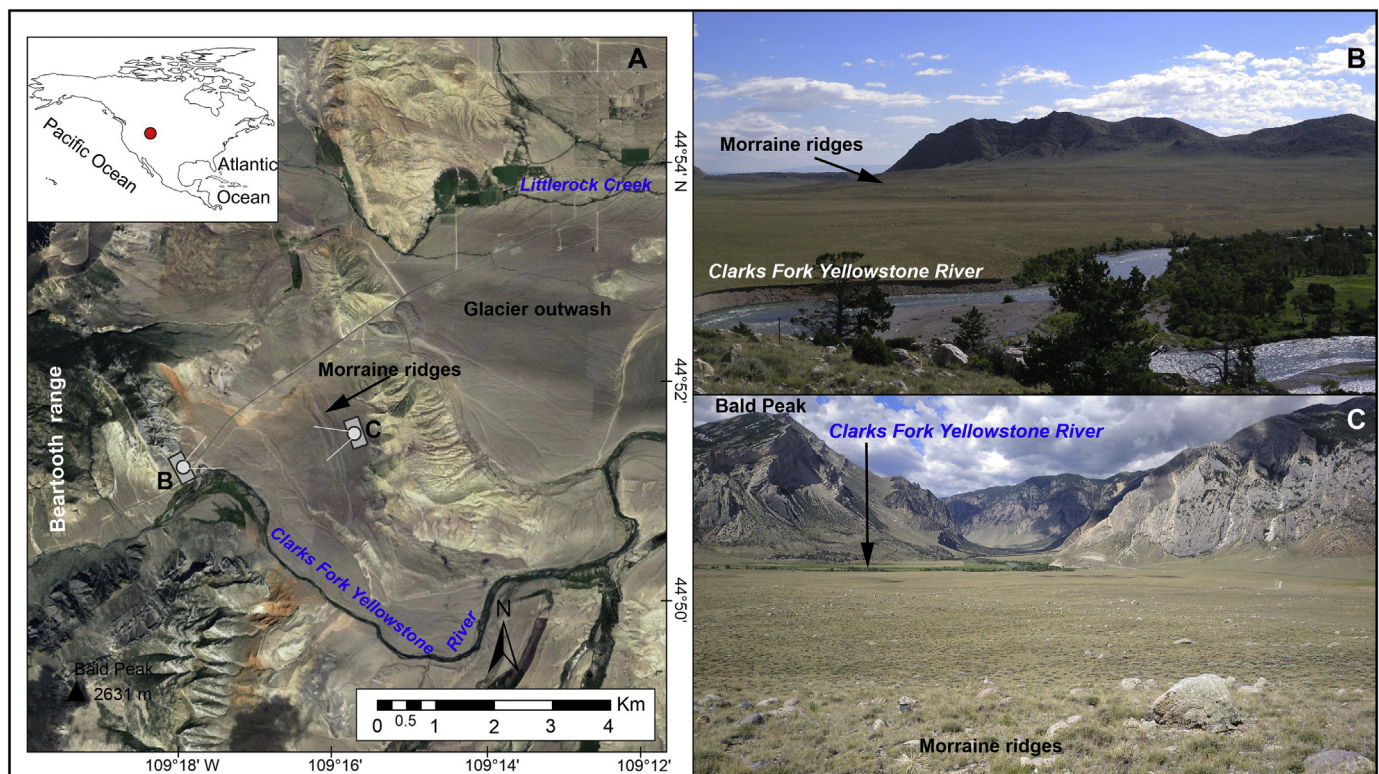 A
Pacific Ocean
Atlantic
Ocean
44°54' N
Littlerock Creek
Glacier outwash
Morraine ridges
44°52'
C
B
Beartooth range
Clarks Fork Yellowstone
River
44°50'
N
Bald Peak
2631 m
0
0.5
1
2
3
4
Km
109°18' W
109°16'
109°14'
109°12'
B
Morraine ridges
Clarks Fork Yellowstone River
Bald Peak
Clarks Fork Yellowstone River
C
Morraine ridges